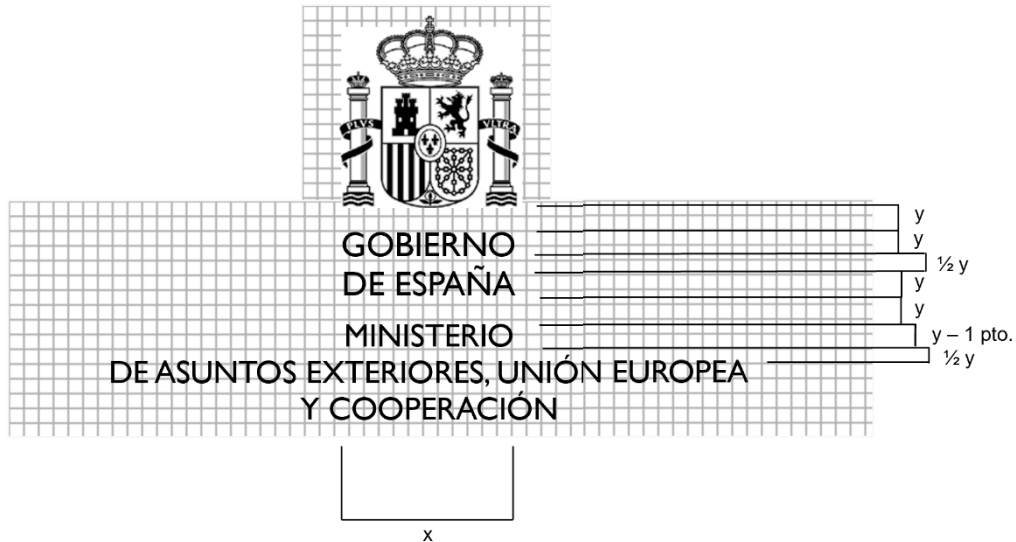 PLVS VLTRA
GOBIERNO
DE ESPAÑA
MINISTERIO
DE ASUNTOS EXTERIORES, UNIÓN EUROPEA
Y COOPERACIÓN
y
y
½ y
y
y
y – 1 pto.
½ y
x